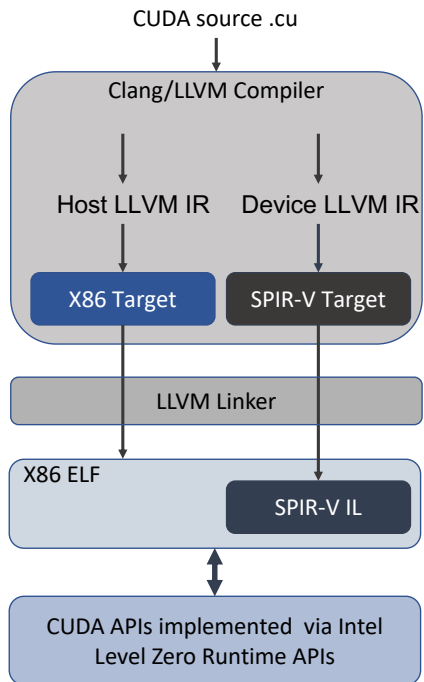 CUDA source .cu
Clang/LLVM Compiler
Host LLVM IR
Device LLVM IR
X86 Target
SPIR-V Target
LLVM Linker
X86 ELF
SPIR-V IL
CUDA APIs implemented via Intel
Level Zero Runtime APIs